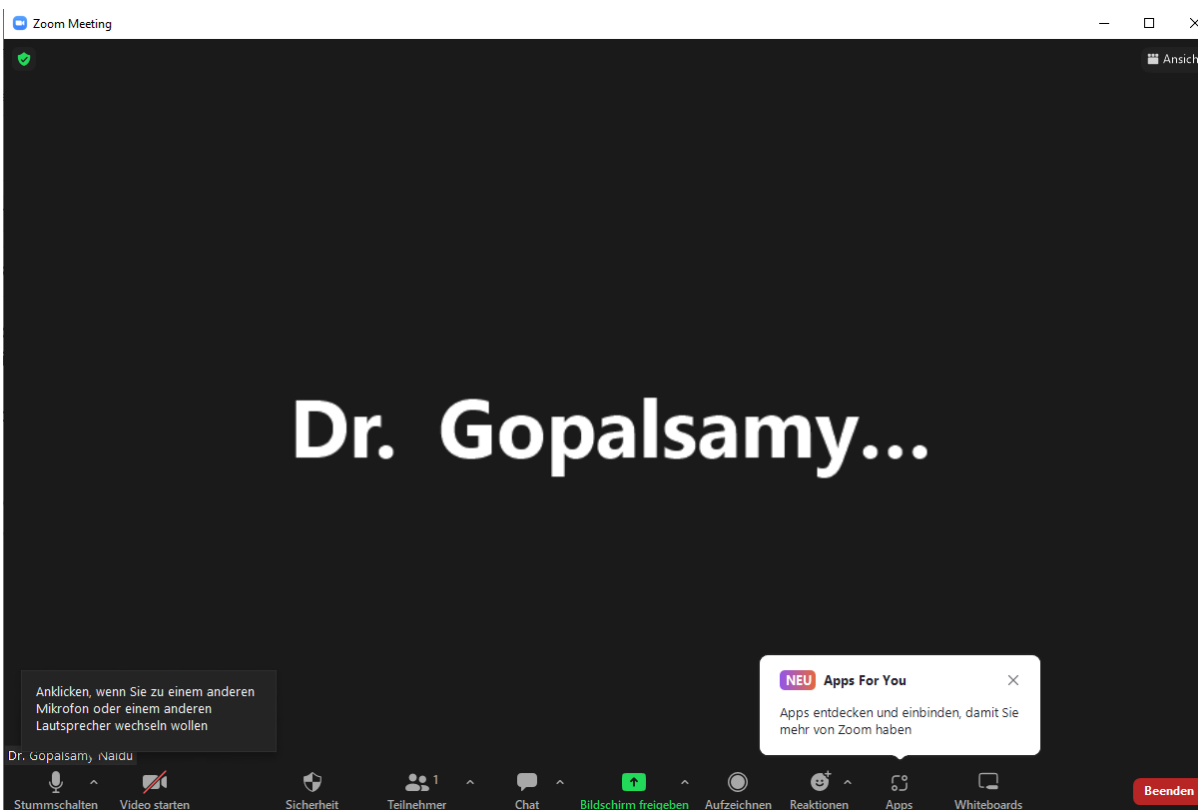 Zoom Meeting
Ansich
Dr. Gopalsamy...
Anklicken, wenn Sie zu einem anderen
Mikrofon oder einem anderen
Lautsprecher wechseln wollen
NEU Apps For You
Apps entdecken und einbinden, damit Sie
mehr von Zoom haben
Dr. Gopalsamy Naidu
1
Stummschalten Video starten Sicherheit Teilnehmer Chat Bildschirm freigeben Aufzeichnen Reaktionen Apps Whiteboards Beenden